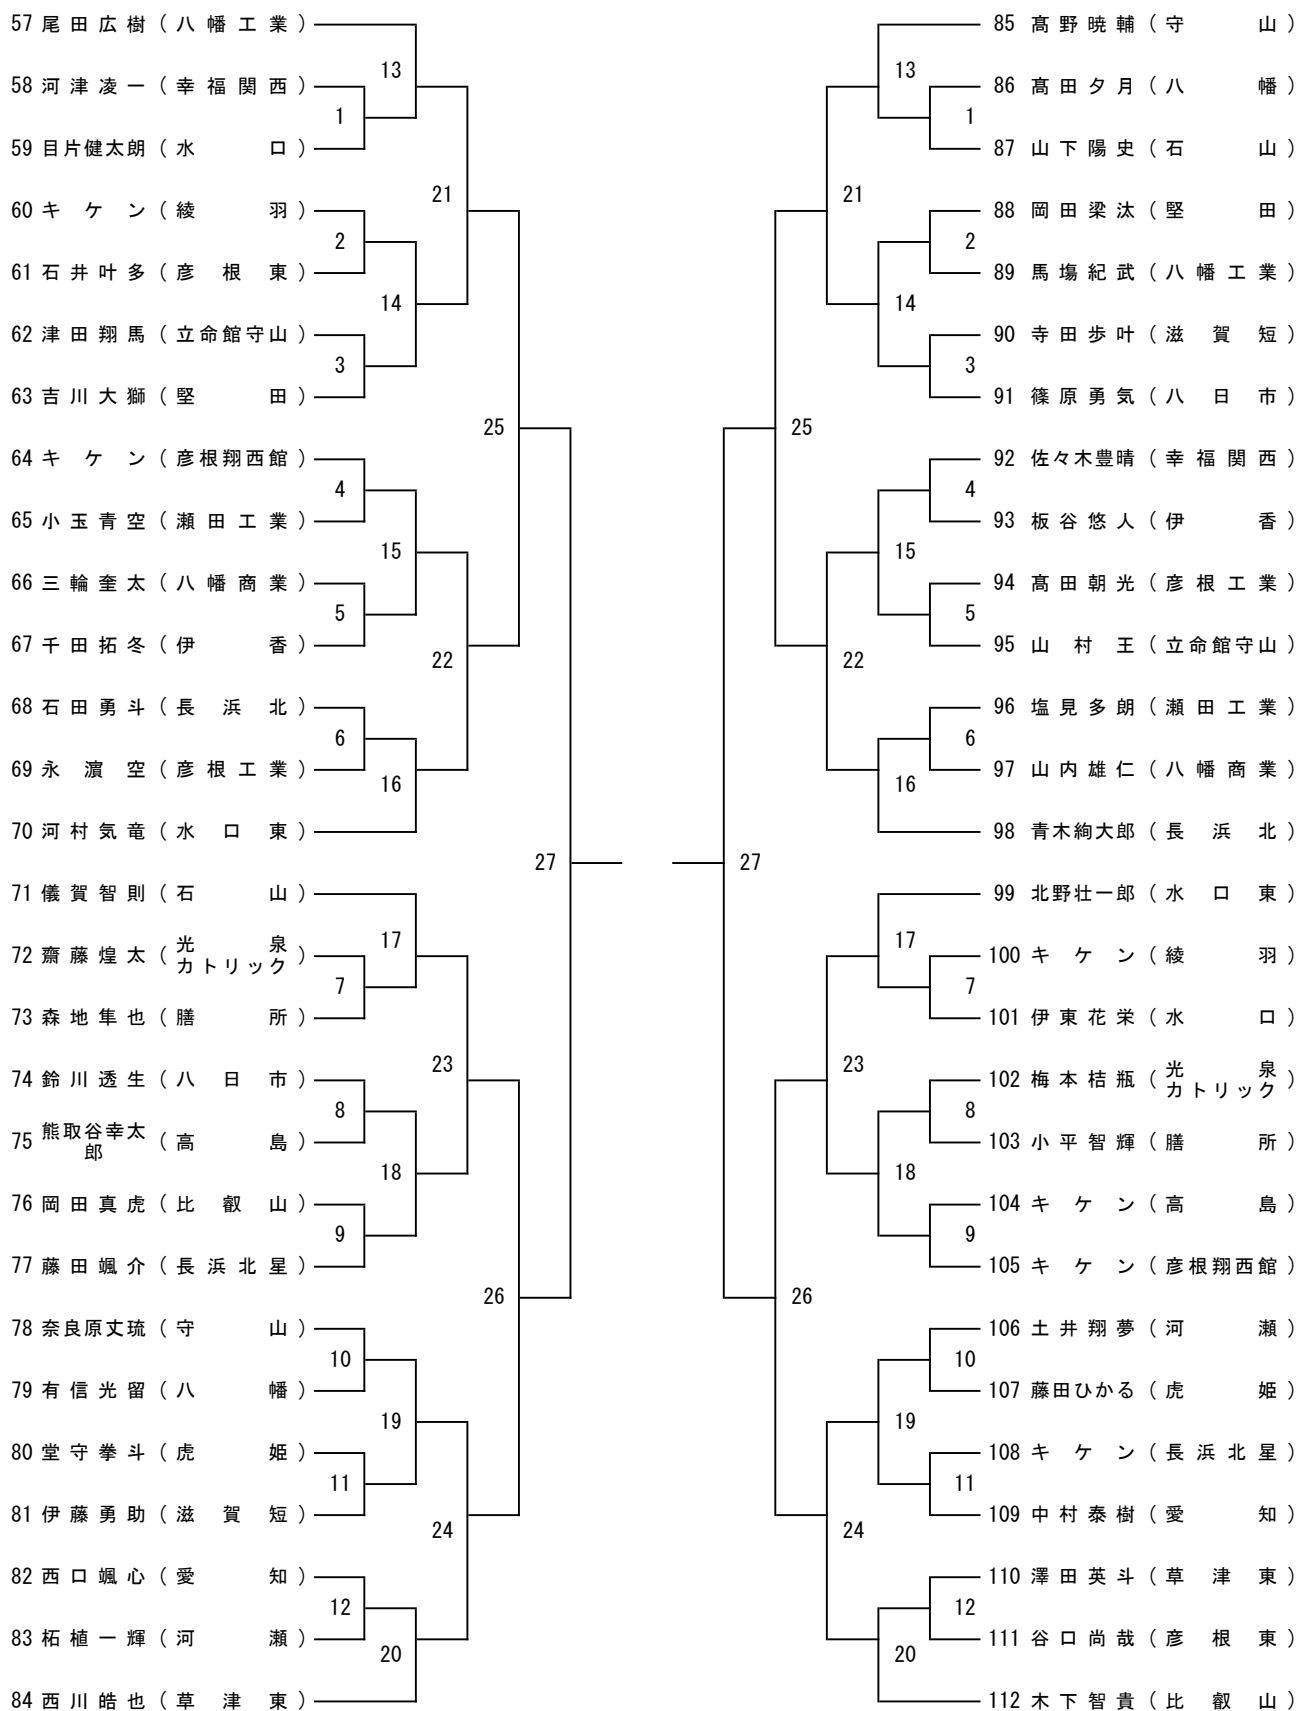 57 尾田広樹 (八幡工業)
13
58 河津凌一 (幸福関西)
1
59 目片健太朗 (水口)
21
60 キケン (綾羽)
2
61 石井叶多 (彦根東)
14
62 津田翔馬 (立命館守山)
3
63 吉川大獅 (堅田)
25
64 キケン (彦根翔西館)
4
65 小玉青空 (瀬田工業)
15
66 三輪奎太 (八幡商業)
5
67 千田拓冬 (伊香)
22
68 石田勇斗 (長浜北)
6
69 永濵空 (彦根工業)
16
70 河村気竜 (水口東)
27
71 儀賀智則 (石山)
17
72 齋藤煌太 (光泉
カトリック)
7
73 森地隼也 (膳所)
23
74 鈴川透生 (八日市)
8
75 熊取谷幸太
郎 (高島)
18
76 岡田真虎 (比叡山)
9
77 藤田颯介 (長浜北星)
26
78 奈良原丈琉 (守山)
10
79 有信光留 (八幡)
19
80 堂守拳斗 (虎姫)
11
81 伊藤勇助 (滋賀短)
24
82 西口颯心 (愛知)
12
83 柘植一輝 (河瀬)
20
84 西川皓也 (草津東)
85 髙野暁輔 (守山)
13
86 髙田夕月 (八幡)
1
87 山下陽史 (石山)
21
88 岡田梁汰 (堅田)
2
89 馬塲紀武 (八幡工業)
14
90 寺田歩叶 (滋賀短)
3
91 篠原勇気 (八日市)
25
92 佐々木豊晴 (幸福関西)
4
93 板谷悠人 (伊香)
15
94 髙田朝光 (彦根工業)
5
95 山村王 (立命館守山)
22
96 塩見多朗 (瀬田工業)
6
97 山内雄仁 (八幡商業)
16
98 青木絢大郎 (長浜北)
27
99 北野壮一郎 (水口東)
17
100 キケン (綾羽)
7
101 伊東花栄 (水口)
23
102 梅本桔瓶 (光泉
カトリック)
8
103 小平智輝 (膳所)
18
104 キケン (高島)
9
105 キケン (彦根翔西館)
26
106 土井翔夢 (河瀬)
10
107 藤田ひかる (虎姫)
19
108 キケン (長浜北星)
11
109 中村泰樹 (愛知)
24
110 澤田英斗 (草津東)
12
111 谷口尚哉 (彦根東)
20
112 木下智貴 (比叡山)